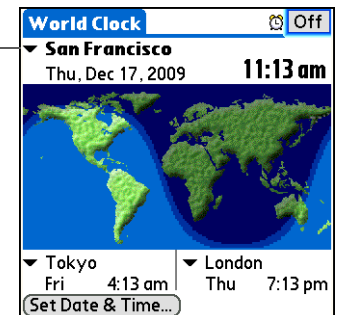 World Clock Off
San Francisco
Thu, Dec 17, 2009 11:13 am
Tokyo London
Fri 4:13 am Thu 7:13 pm
Set Date & Time...